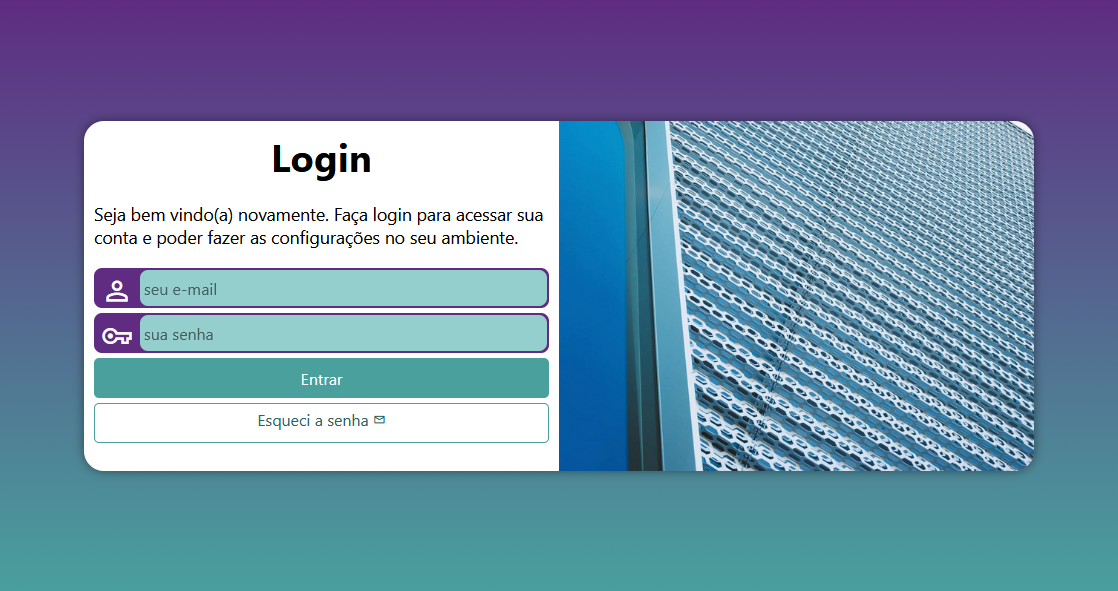 Login
Seja bem vindo(a) novamente. Faça login para acessar sua
conta e poder fazer as configurações no seu ambiente.
seu e-mail
sua senha
Entrar
Esqueci a senha